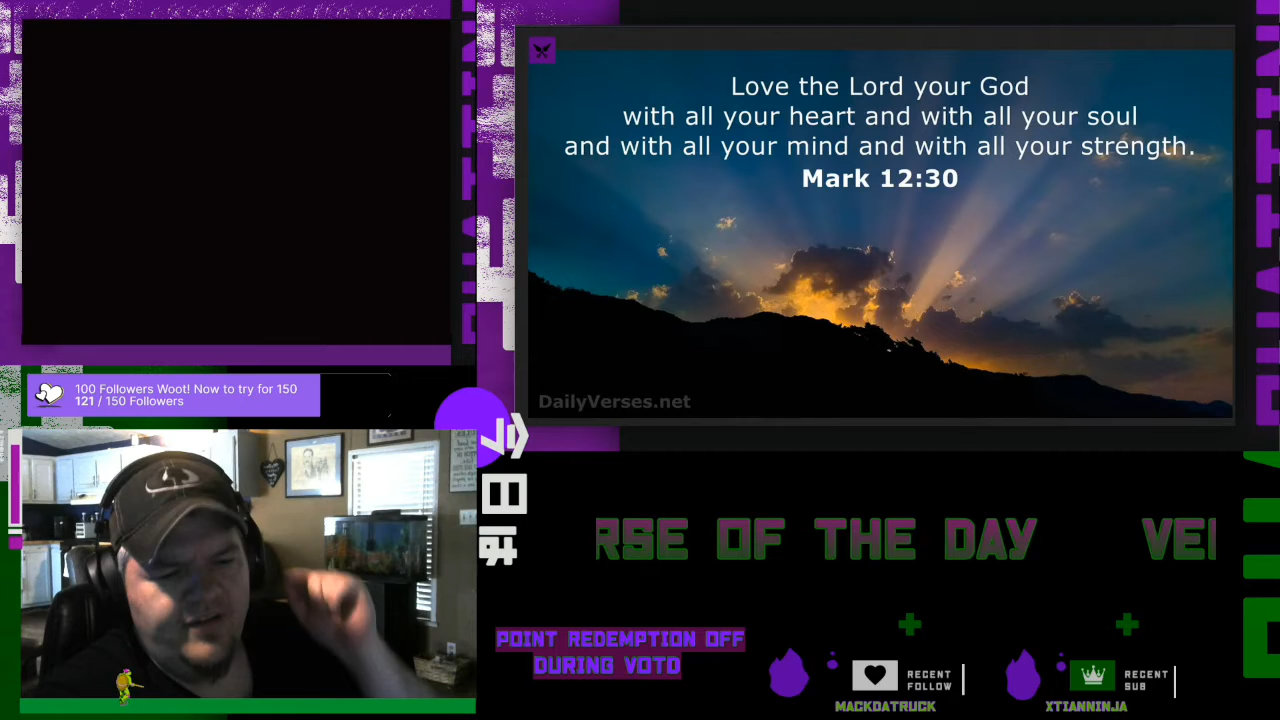 Love the Lord your God
with all your heart and with all your soul
and with all your mind and with all your strength.
Mark 12:30
DailyVerses.net
100 Followers Woot! Now to try for 150
121 / 150 Followers
RSE OF THE DAY VE
POINT REDEMPTION OFF
DURING VOTD
RECENT
FOLLOW
MACKDATRUCK
RECENT
SUB
XTIANNINJA